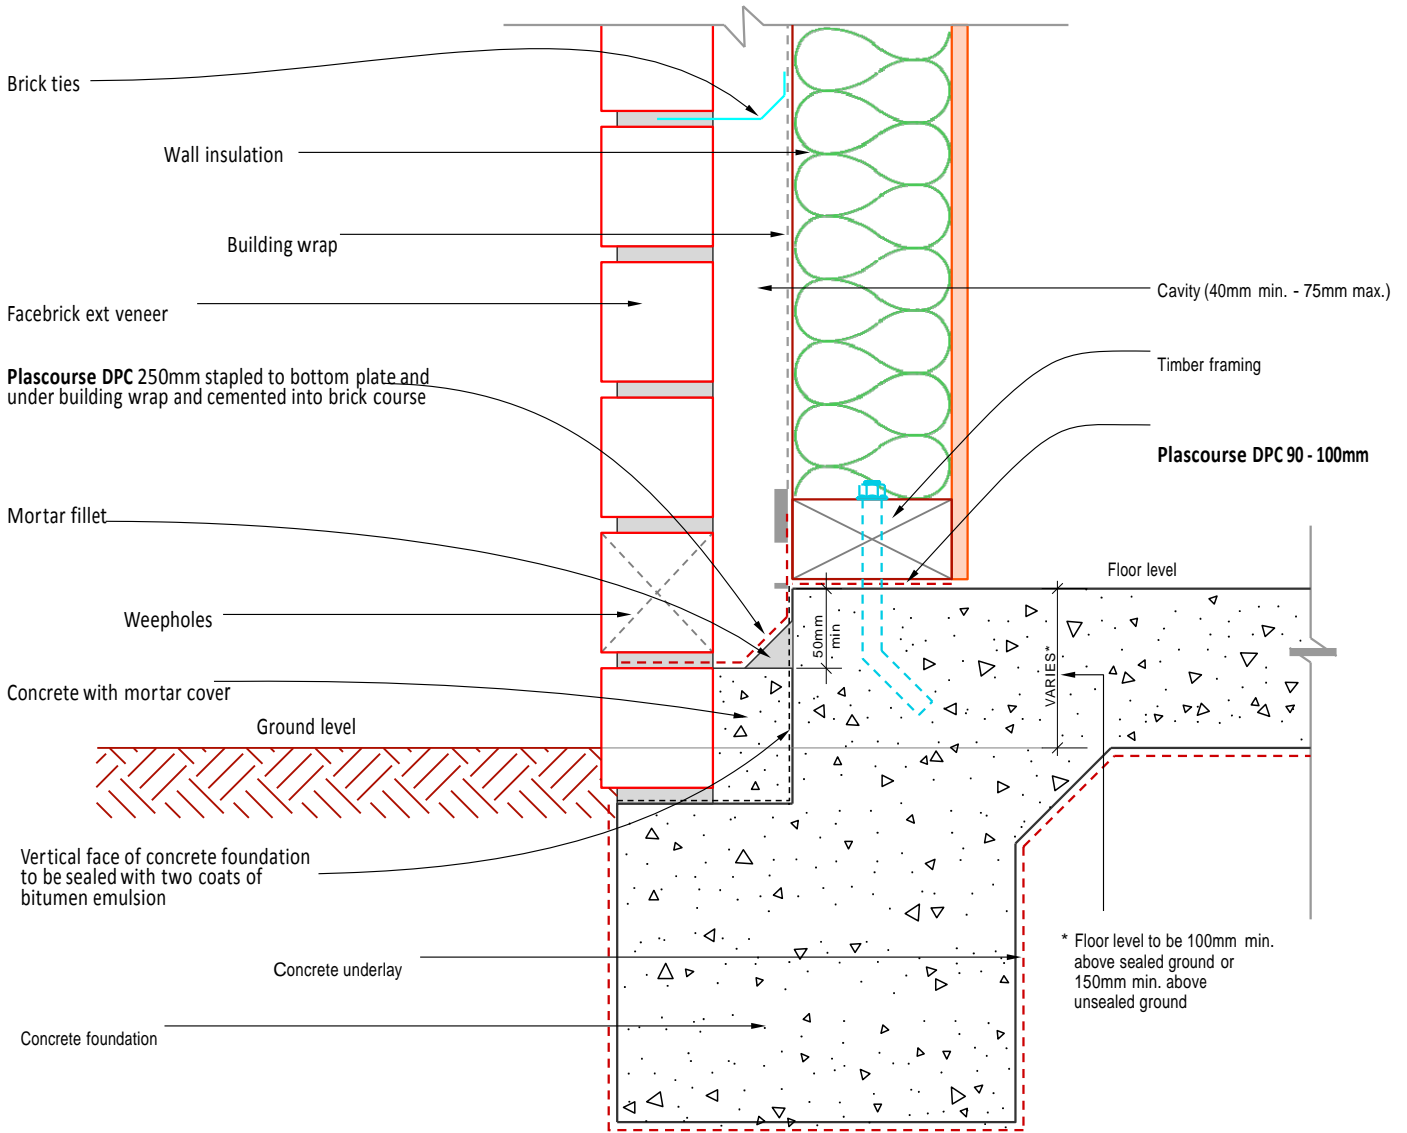 Brick ties
Wall insulation
Building wrap
Facebrick ext veneer
Plascourse DPC 250mm stapled to bottom plate and
under building wrap and cemented into brick course
Mortar fillet
Weepholes
Concrete with mortar cover
Ground level
Vertical face of concrete foundation
to be sealed with two coats of
bitumen emulsion
Concrete underlay
Concrete foundation
Cavity (40mm min. - 75mm max.)
Timber framing
Plascourse DPC 90 - 100mm
Floor level
50mm
min
VARIES*
* Floor level to be 100mm min.
above sealed ground or
150mm min. above
unsealed ground